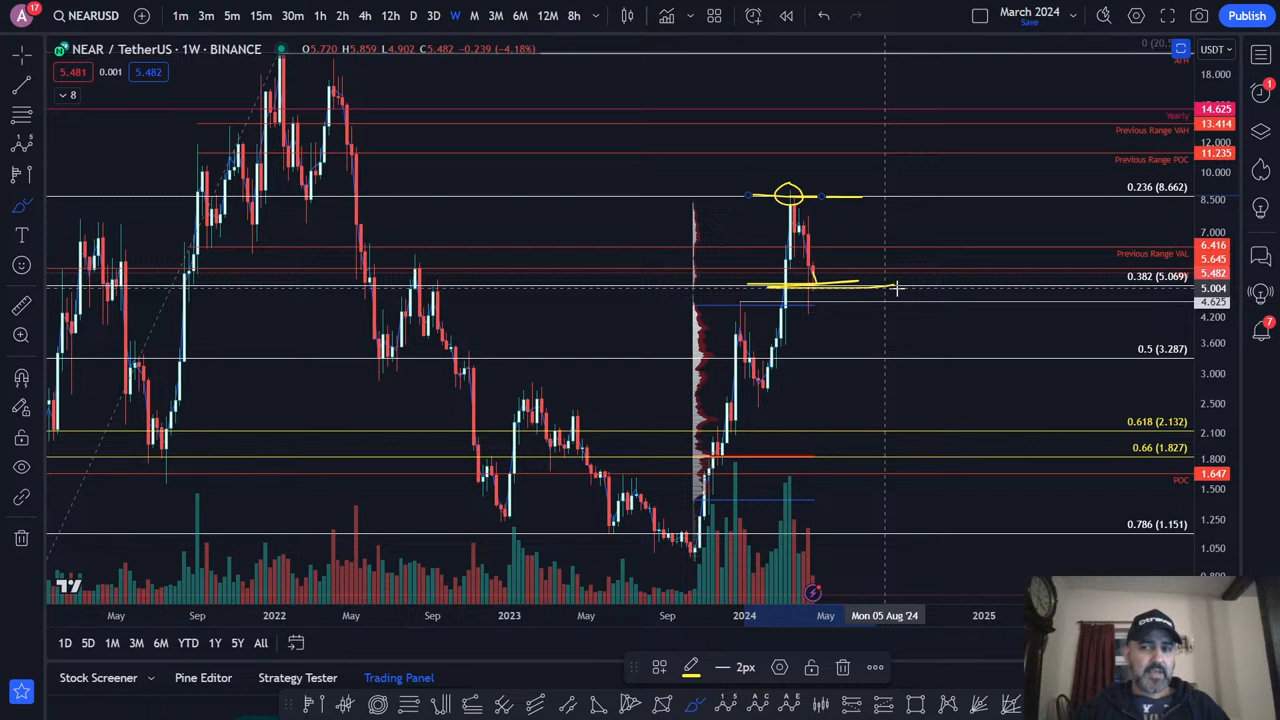 A 17 NEARUSD 1m 3m 5m 15m 30m 1h 2h 4h 12h D 3D W M 3M 6M 12M 8h March 2024 Save Publish
NEAR / TetherUS · 1W · BINANCE O5.720 H5.859 L4.902 C5.482 −0.239 (−4.18%) 0 (20.5 USDT
ATH
5.481 0.001 5.482 18.000
8
Yearly 14.625
13.414
Previous Range VAH
12.000
11.235
Previous Range POC
10.000
0.236 (8.662)
8.500
7.000
6.416
Previous Range VAL
5.645
5.482
0.382 (5.069)
5.004
4.625
4.200
3.600
0.5 (3.287)
3.000
2.500
0.618 (2.132)
2.100
0.66 (1.827)
1.800
1.647
POC
1.500
0.786 (1.151)
1.250
1.050
0.800
May Sep 2022 May Sep 2023 May Sep 2024 May Mon 05 Aug '24 2025
1D 5D 1M 3M 6M YTD 1Y 5Y All
2px
Stock Screener Pine Editor Strategy Tester Trading Panel
1
7